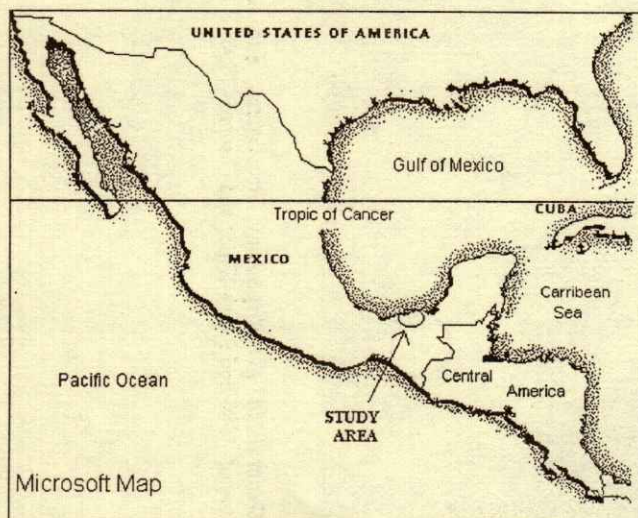 UNITED STATES OF AMERICA
Gulf of Mexico
Tropic of Cancer
CUBA
MEXICO
Carribean
Sea
Pacific Ocean
Central
America
STUDY
AREA
Microsoft Map